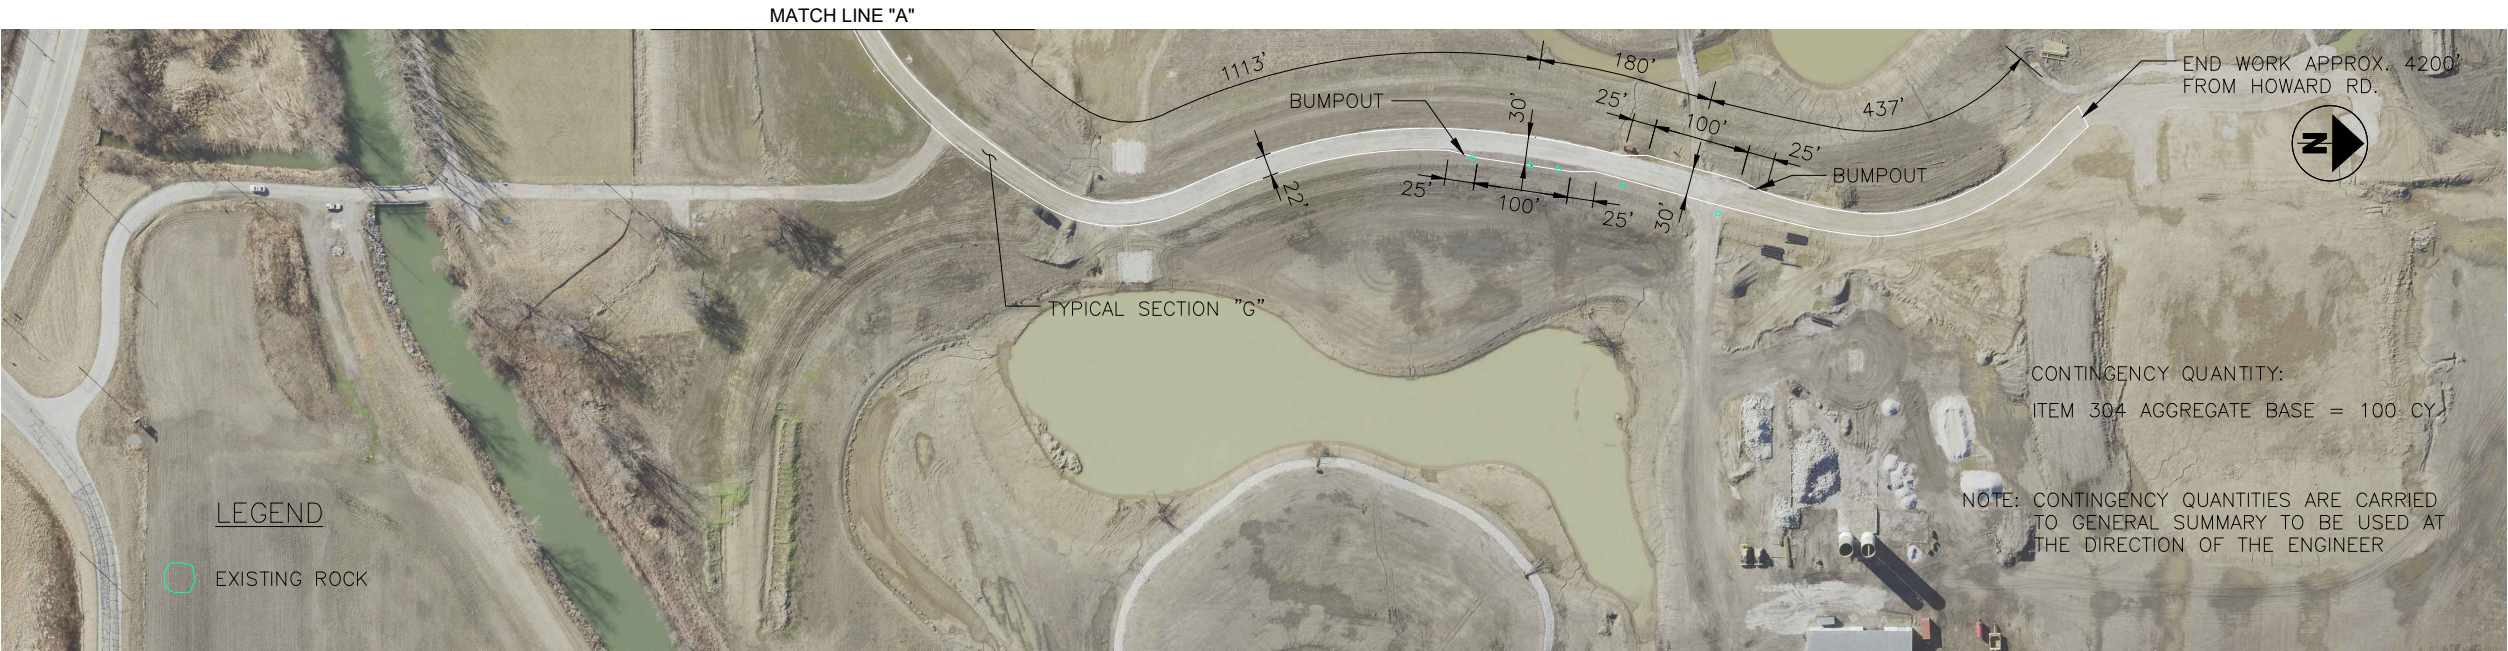 MATCH LINE "A"
1113'
180'
END WORK APPROX. 4200'
FROM HOWARD RD.
BUMPOUT
30'
25'
100'
25'
437'
N
BUMPOUT
22'
25'
100'
25'
30'
TYPICAL SECTION "G"
CONTINGENCY QUANTITY:
ITEM 304 AGGREGATE BASE = 100 CY
NOTE: CONTINGENCY QUANTITIES ARE CARRIED
TO GENERAL SUMMARY TO BE USED AT
THE DIRECTION OF THE ENGINEER
LEGEND
EXISTING ROCK